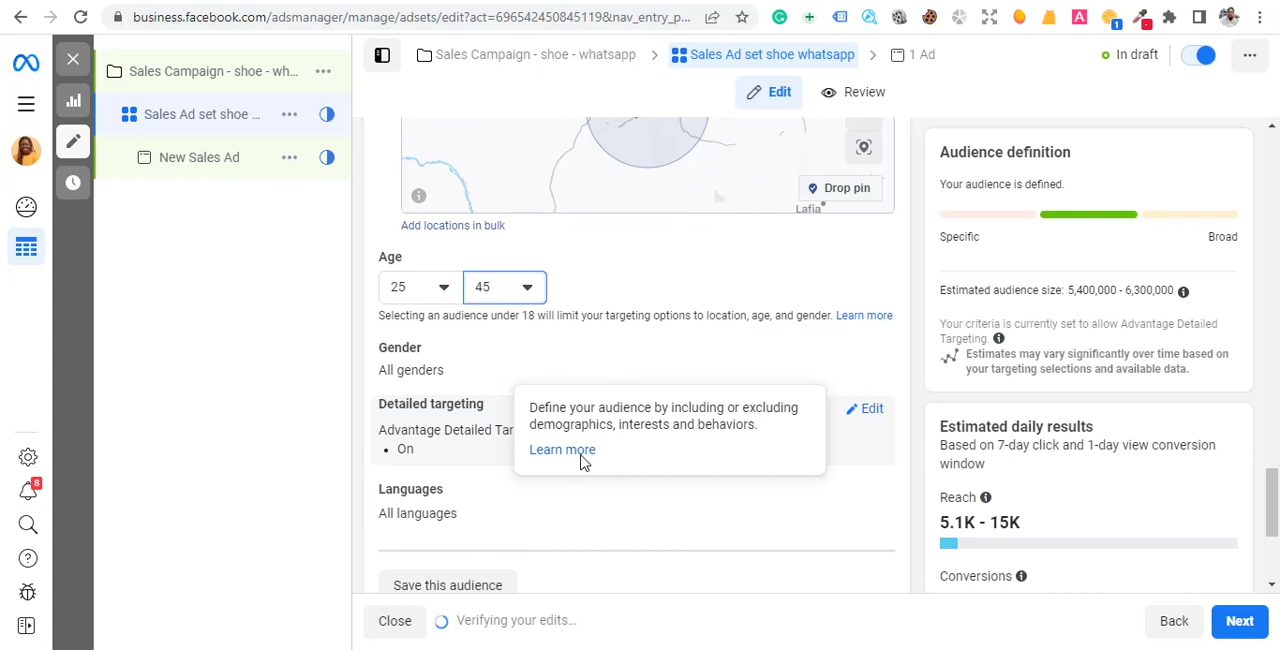 business.facebook.com/adsmanager/manage/adsets/edit?act=696542450845119&nav_entry_p...
1
Sales Campaign - shoe - wh...
Sales Ad set shoe ...
New Sales Ad
8
Sales Campaign - shoe - whatsapp
Sales Ad set shoe whatsapp
1 Ad
In draft
Edit
Review
Drop pin
Lafia
Add locations in bulk
Age
25
45
Selecting an audience under 18 will limit your targeting options to location, age, and gender. Learn more
Gender
All genders
Detailed targeting
Edit
Advantage Detailed Tar
On
Define your audience by including or excluding
demographics, interests and behaviors.
Learn more
Languages
All languages
Save this audience
Close
Verifying your edits...
Back
Next
Audience definition
Your audience is defined.
Specific
Broad
Estimated audience size: 5,400,000 - 6,300,000
Your criteria is currently set to allow Advantage Detailed
Targeting.
Estimates may vary significantly over time based on
your targeting selections and available data.
Estimated daily results
Based on 7-day click and 1-day view conversion
window
Reach
5.1K - 15K
Conversions